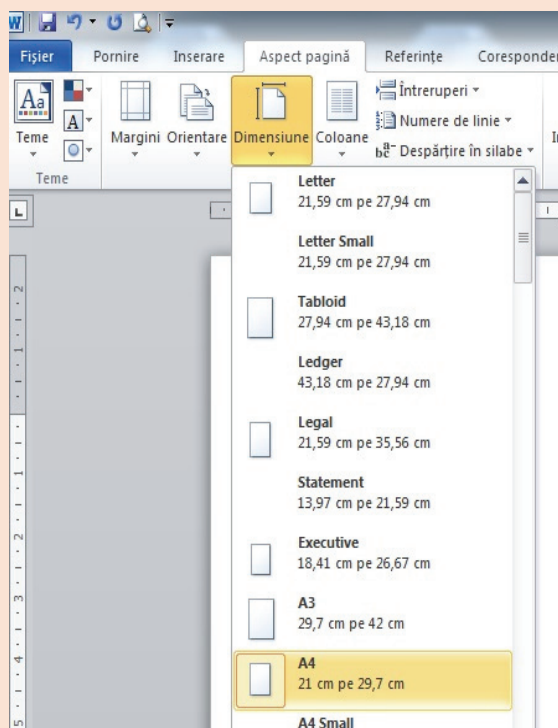 W
Fișier Pornire Inserare Aspect pagină Referințe
Aa A
Teme Margini Orientare Dimensiune Coloane
Întreruperi
Numere de linie
Despărțire în silabe
Teme
Letter
21,59 cm pe 27,94 cm
Letter Small
21,59 cm pe 27,94 cm
Tabloid
27,94 cm pe 43,18 cm
Ledger
43,18 cm pe 27,94 cm
Legal
21,59 cm pe 35,56 cm
Statement
13,97 cm pe 21,59 cm
Executive
18,41 cm pe 26,67 cm
A3
29,7 cm pe 42 cm
A4
21 cm pe 29,7 cm
A4 Small